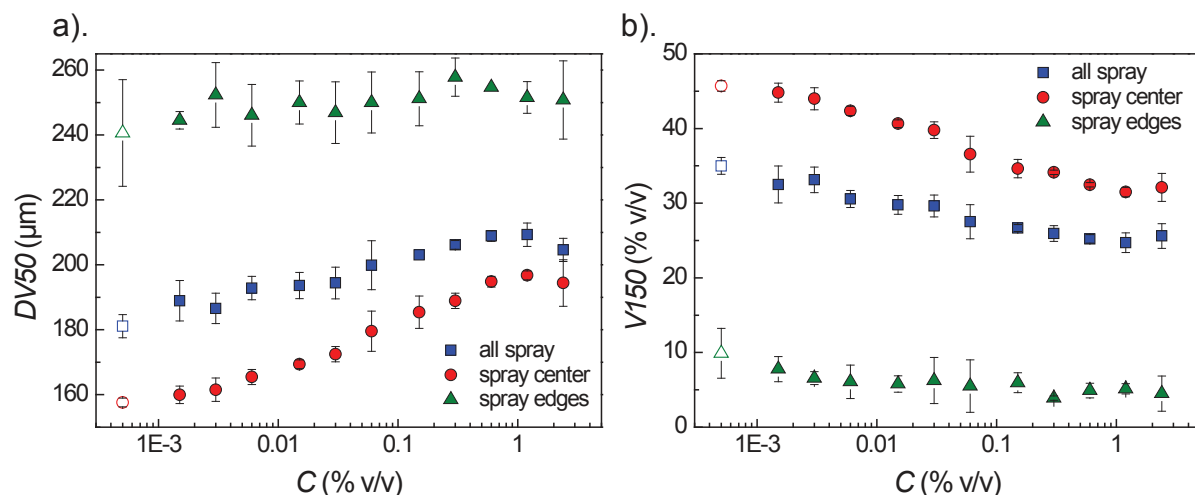 a).
260
240
220
200
180
160
DV50 (μm)
all spray
spray center
spray edges
1E-3
0.01
0.1
1
C (% v/v)
b).
50
40
30
20
10
0
V150 (% v/v)
all spray
spray center
spray edges
1E-3
0.01
0.1
1
C (% v/v)